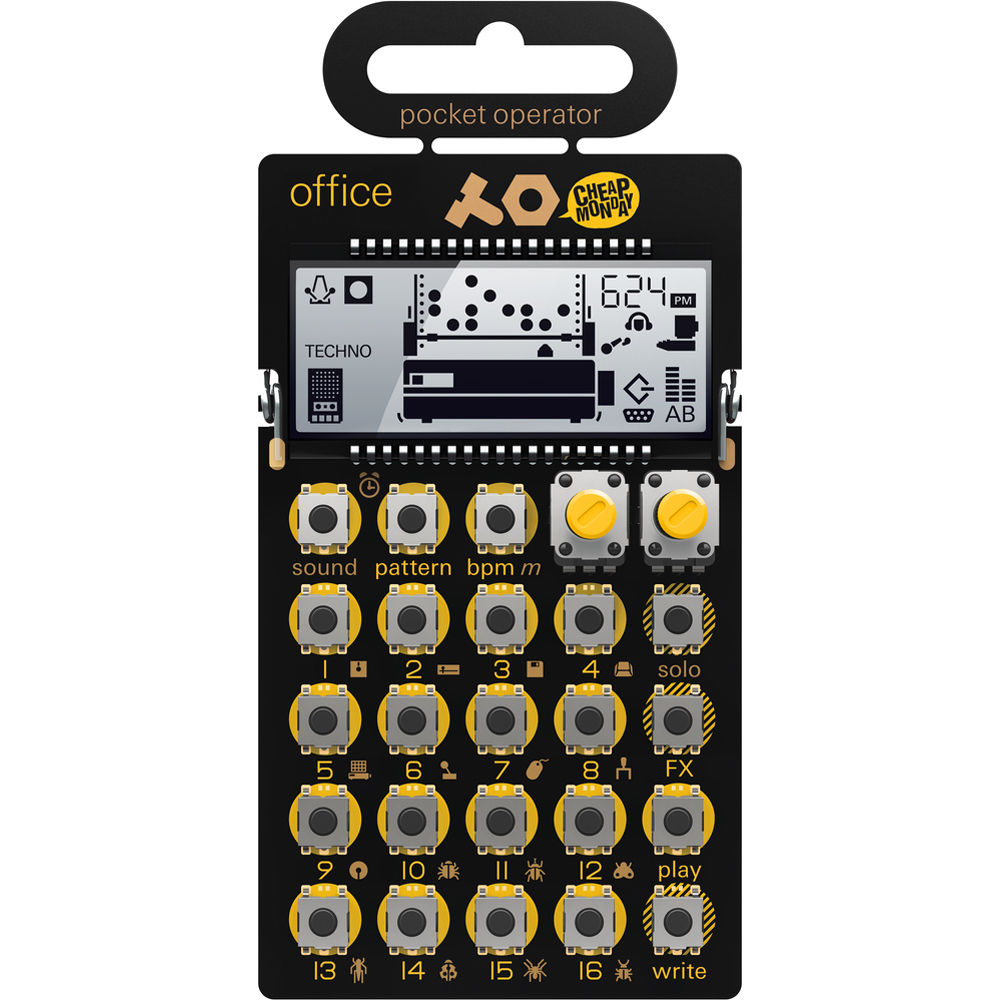 pocket operator
office
CHEAP MONDAY
624 PM
TECHNO
AB
sound pattern bpm m
1 2 3 4 solo
5 6 7 8 FX
9 10 11 12 play
13 14 15 16 write